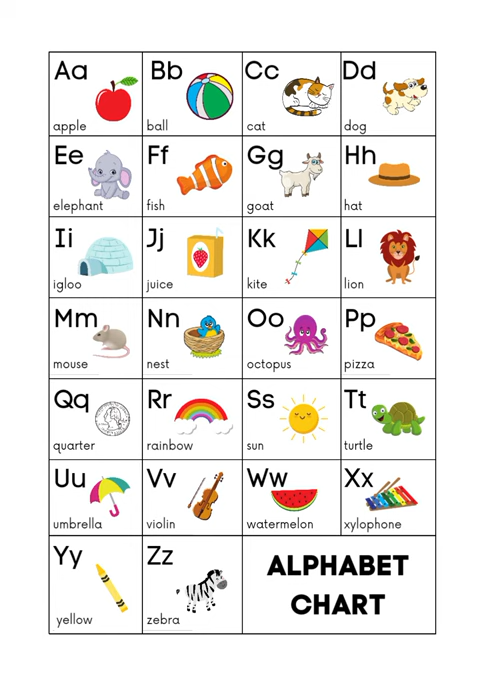 Aa Bb Cc Dd
apple ball cat dog
Ee Ff Gg Hh
elephant fish goat hat
Ii Jj Kk Ll
igloo juice kite lion
Mm Nn Oo Pp
mouse nest octopus pizza
Qq Rr Ss Tt
quarter rainbow sun turtle
Uu Vv Ww Xx
umbrella violin watermelon xylophone
Yy Zz
yellow zebra
ALPHABET
CHART